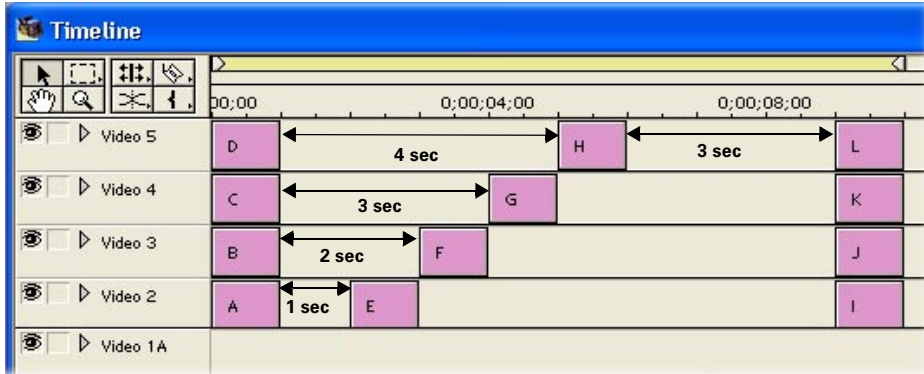 Timeline
00;00 0;00;04;00 0;00;08;00
Video 5 D 4 sec H 3 sec L
Video 4 C 3 sec G K
Video 3 B 2 sec F J
Video 2 A 1 sec E I
Video 1A